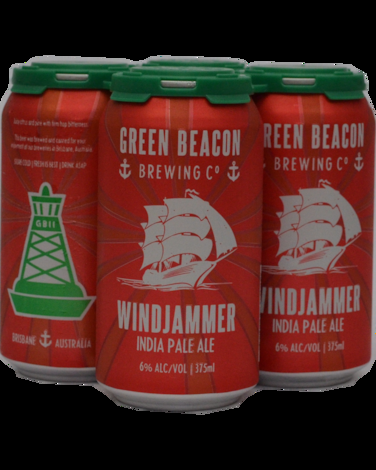 GREEN BEACON
BREWING Cº
WINDJAMMER
INDIA PALE ALE
6% ALC/VOL | 375ml
GREEN BEACON
BREWING Cº
WINDJAMMER
INDIA PALE ALE
6% ALC/VOL | 375ml
GB11
BRISBANE
AUSTRALIA